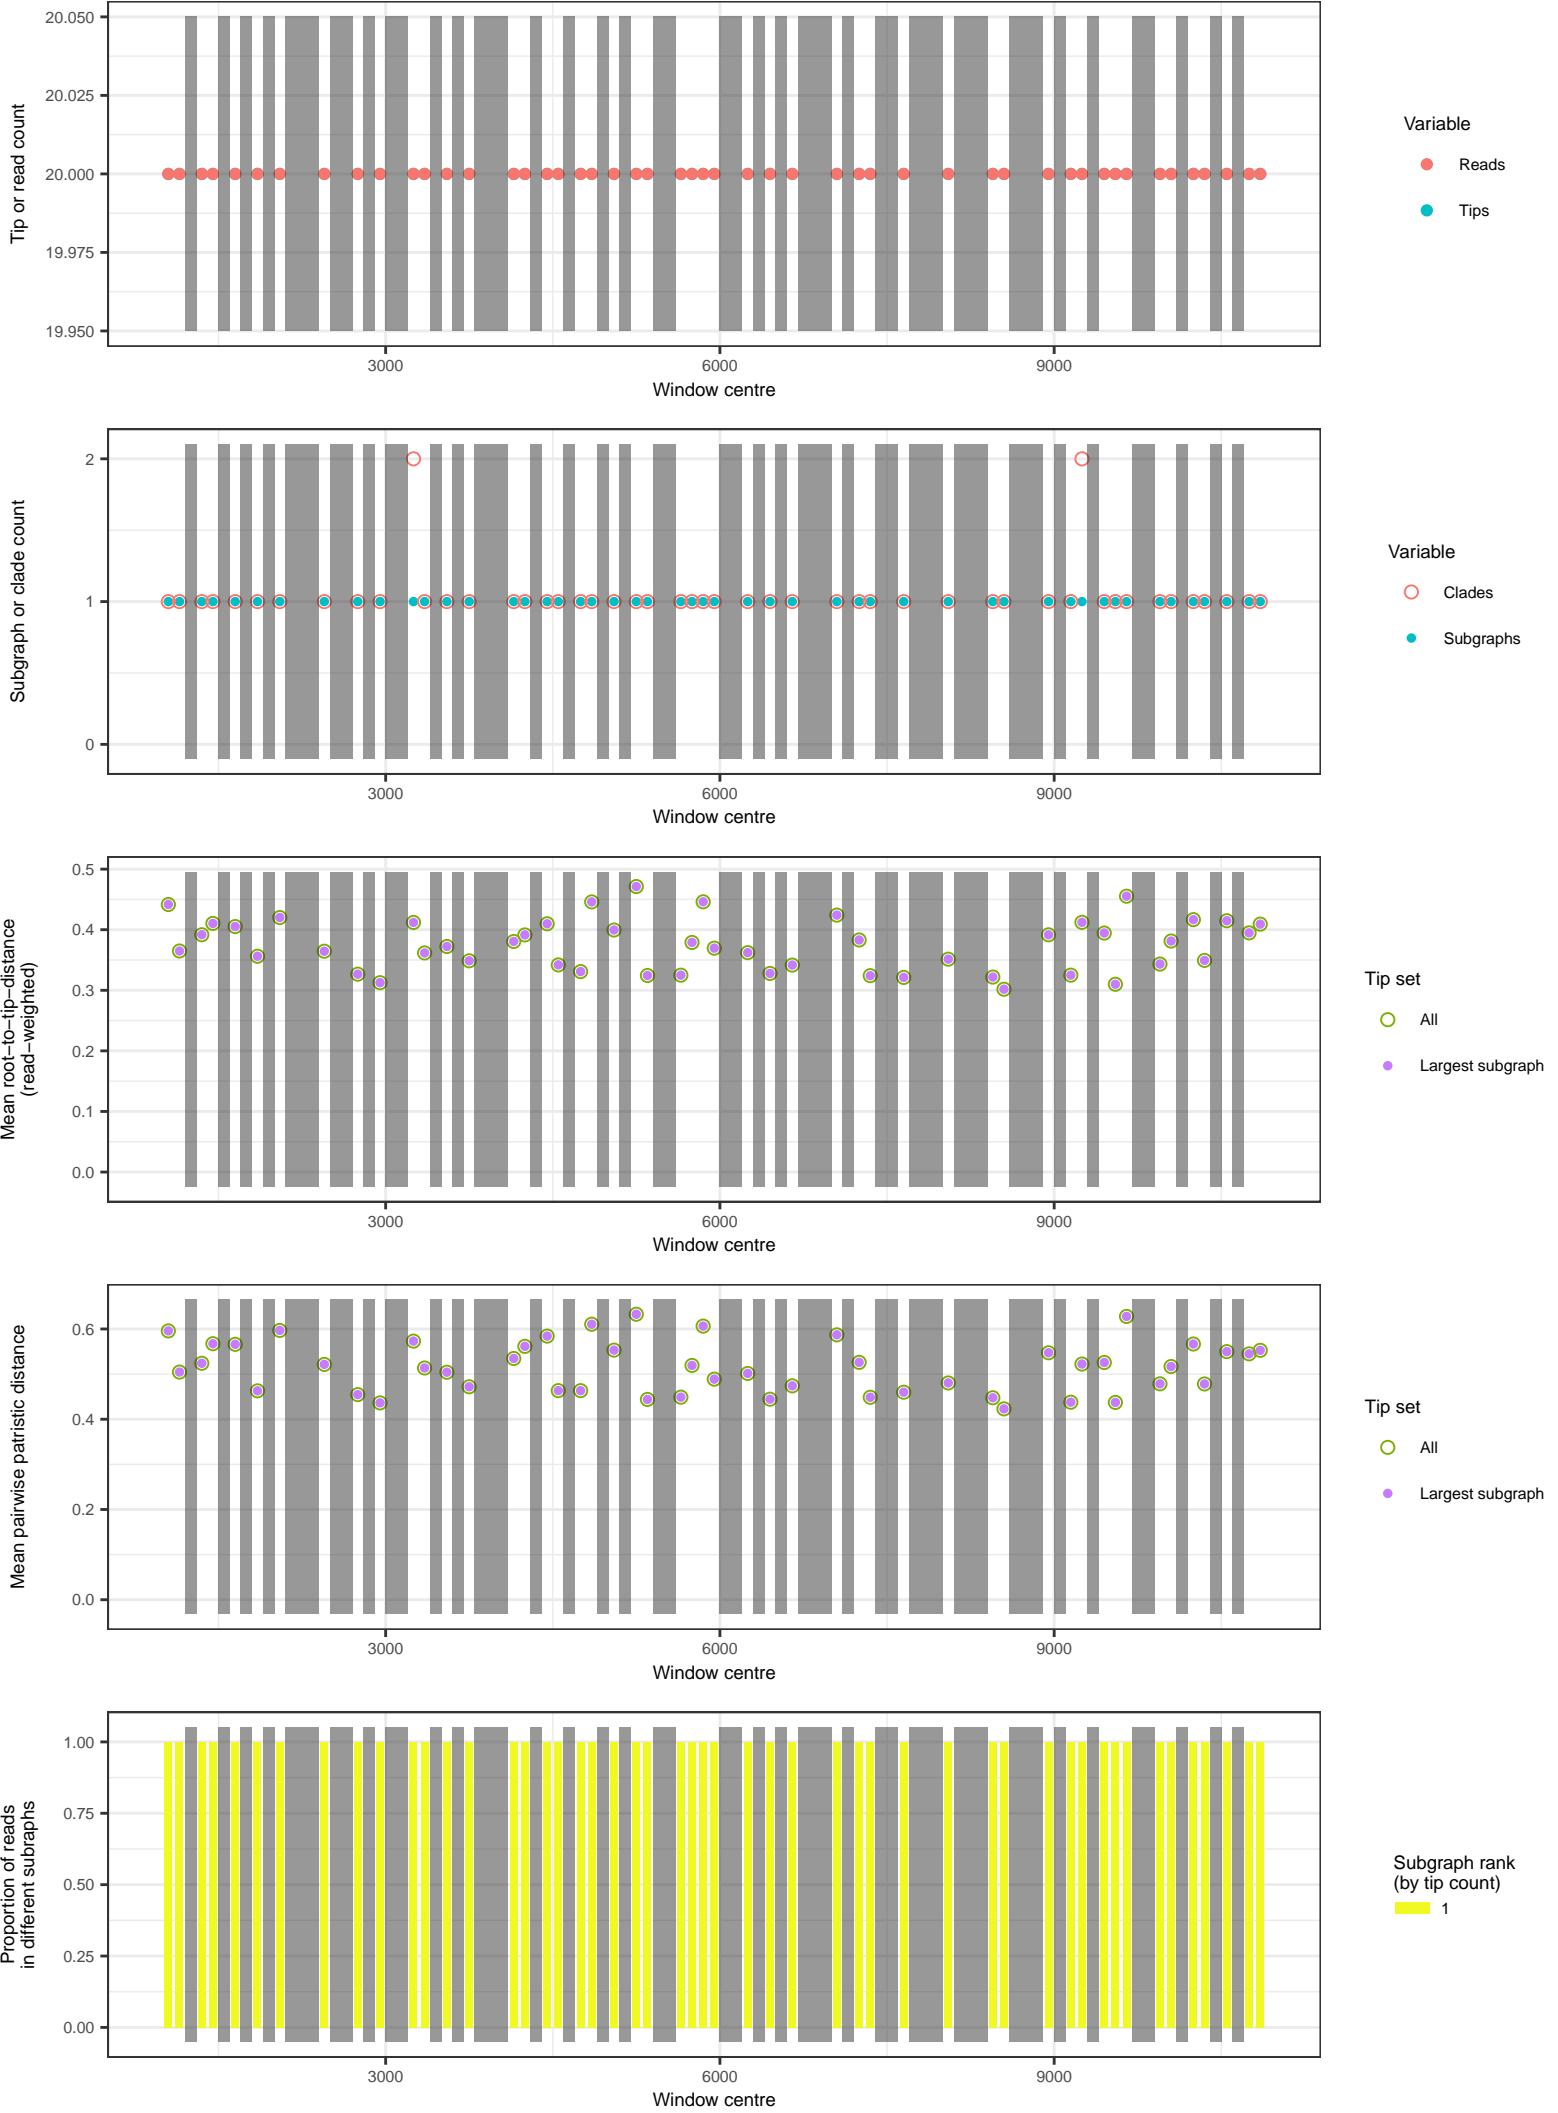 20.050
20.025
20.000
19.975
19.950
Tip or read count
3000 6000 9000
Window centre
Variable
Reads
Tips
2
1
0
Subgraph or clade count
3000 6000 9000
Window centre
Variable
Clades
Subgraphs
0.5
0.4
0.3
0.2
0.1
0.0
Mean root−to−tip−distance
(read−weighted)
3000 6000 9000
Window centre
Tip set
All
Largest subgraph
0.6
0.4
0.2
0.0
Mean pairwise patristic distance
3000 6000 9000
Window centre
Tip set
All
Largest subgraph
1.00
0.75
0.50
0.25
0.00
Proportion of reads
in different subraphs
3000 6000 9000
Window centre
Subgraph rank
(by tip count)
1